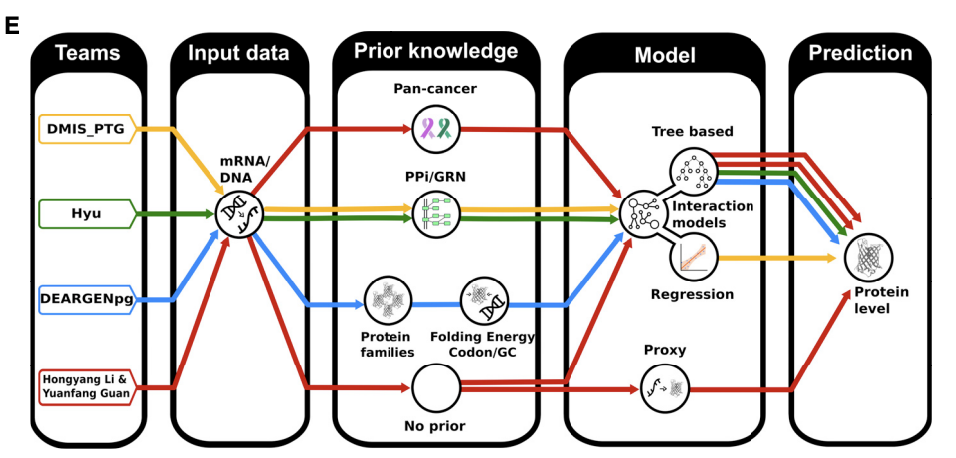 E
Teams
Input data
Prior knowledge
Model
Prediction
DMIS_PTG
Hyu
DEARGENpg
Hongyang Li &
Yuanfang Guan
mRNA/
DNA
Pan-cancer
PPi/GRN
Protein
families
Folding Energy
Codon/GC
No prior
Tree based
Interaction
models
Regression
Proxy
Protein
level